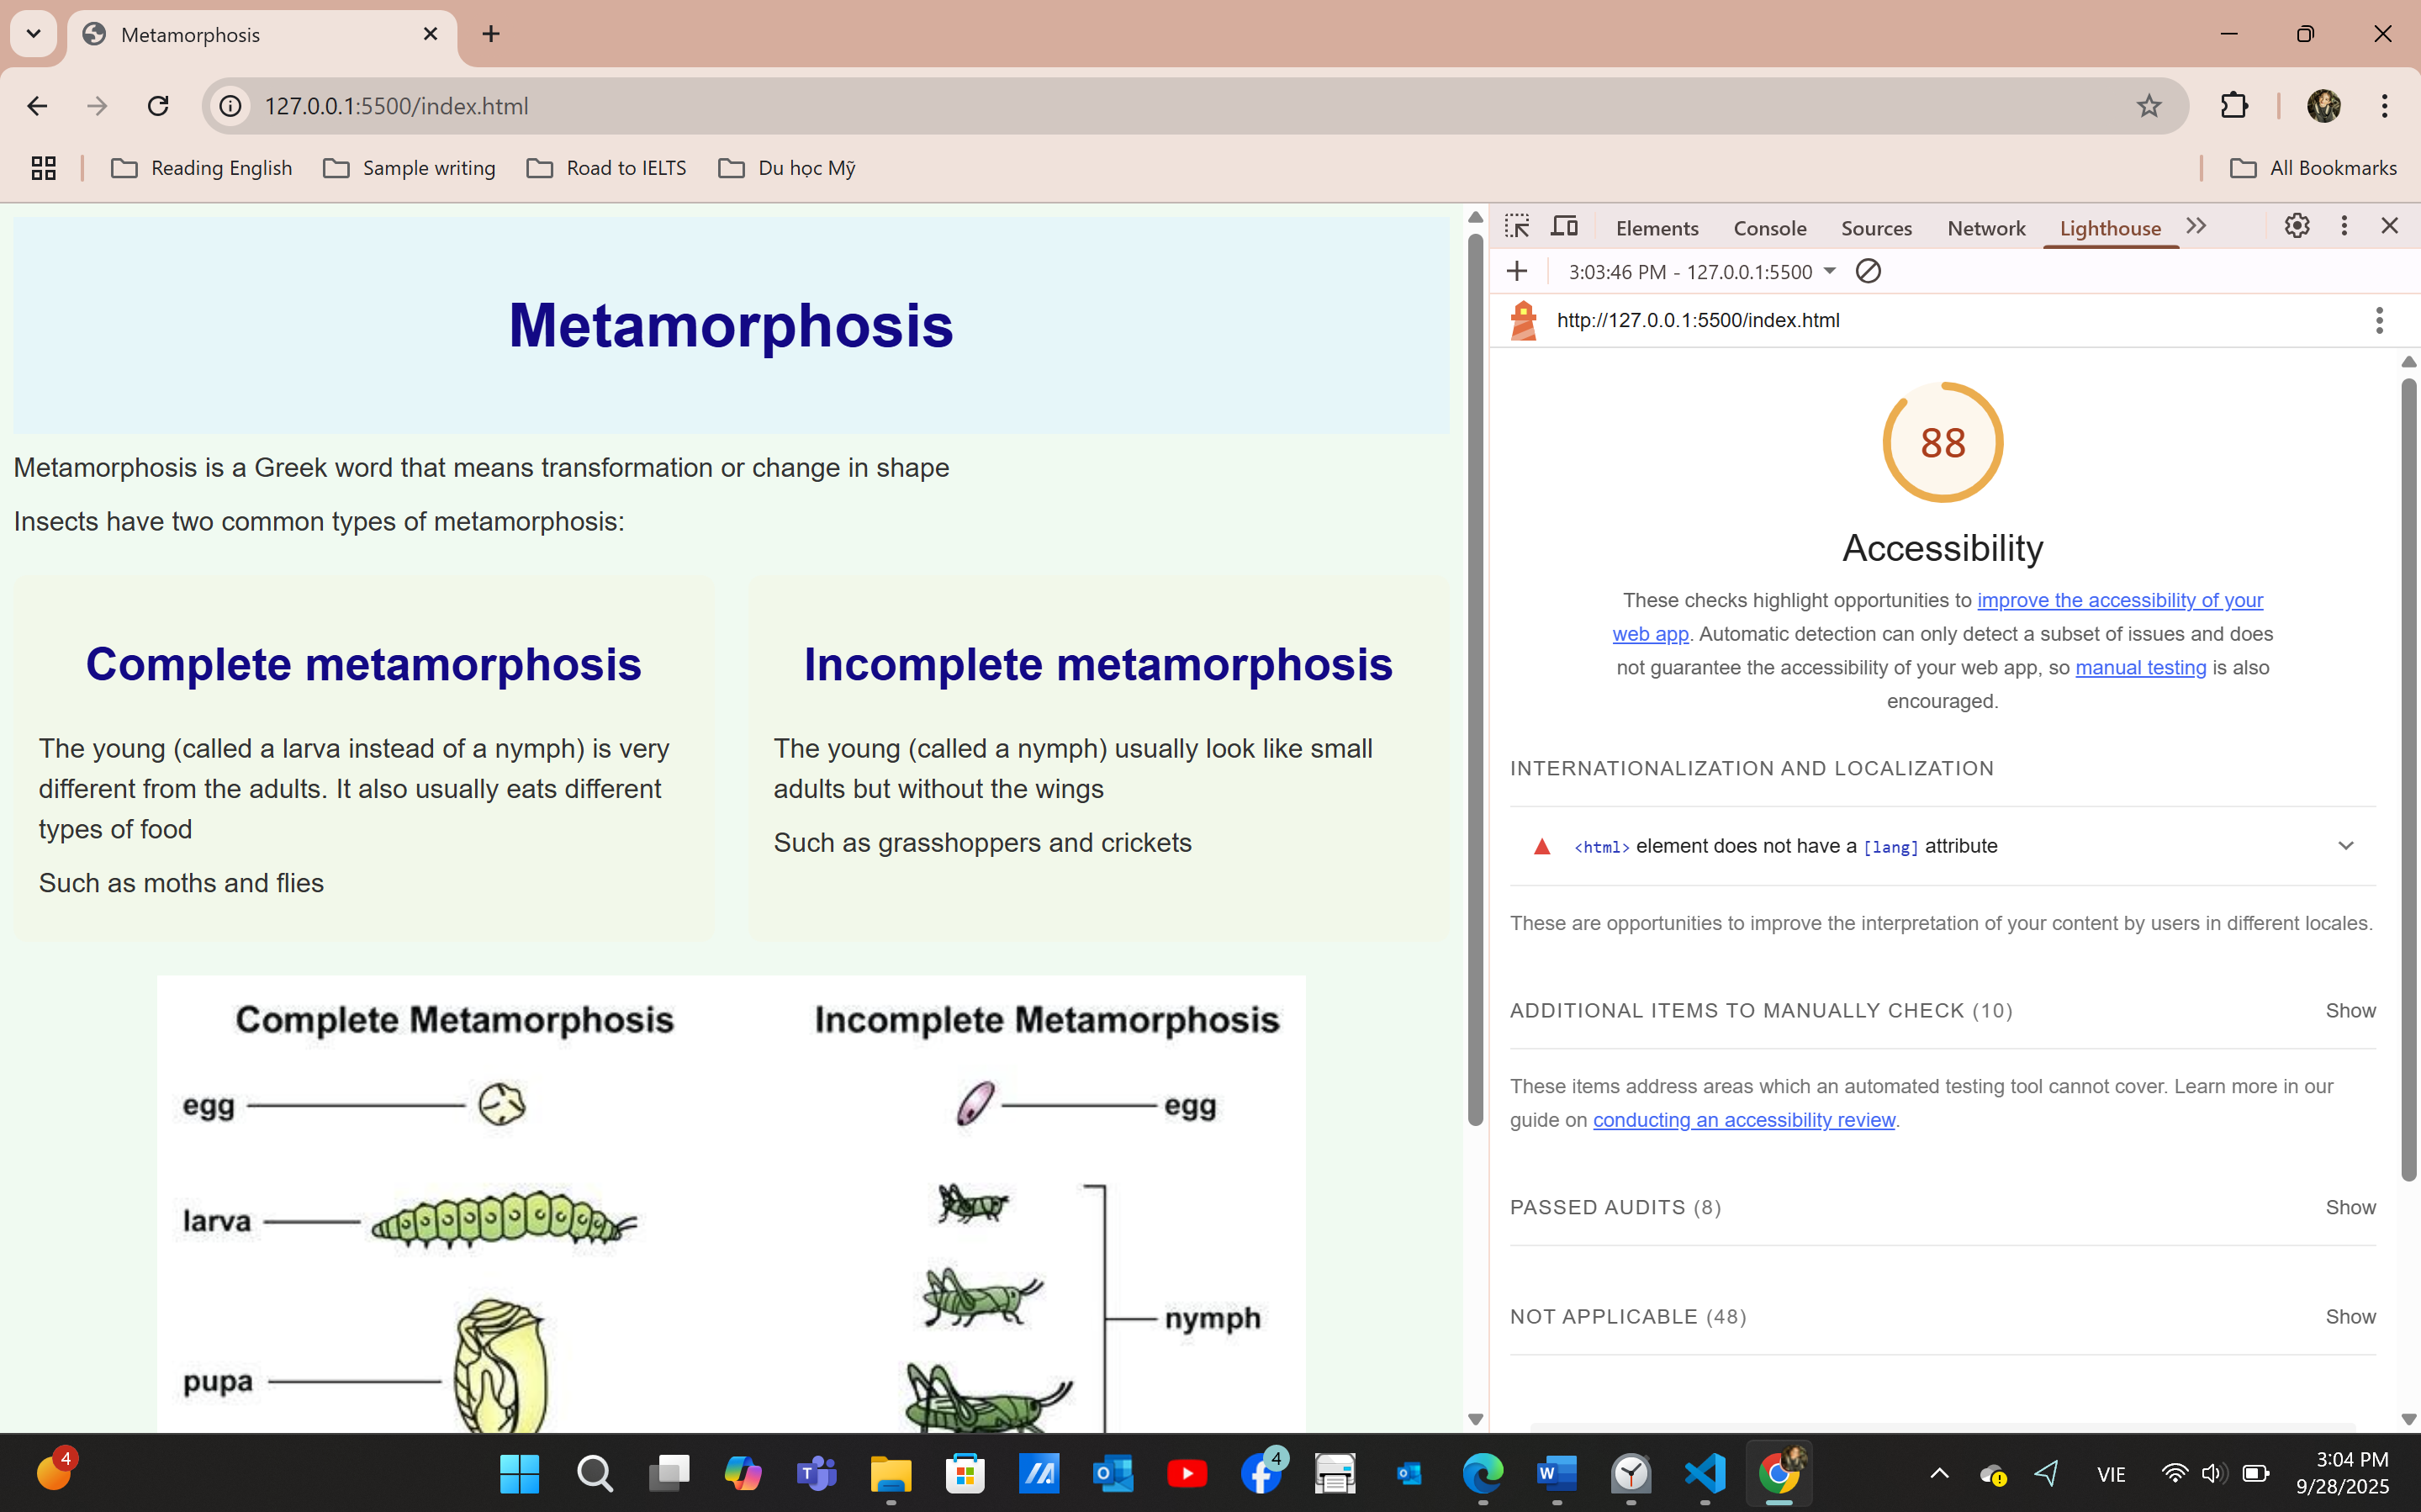 Metamorphosis
127.0.0.1:5500/index.html
Reading English
Sample writing
Road to IELTS
Du học Mỹ
All Bookmarks
Metamorphosis
Metamorphosis is a Greek word that means transformation or change in shape
Insects have two common types of metamorphosis:
Complete metamorphosis
The young (called a larva instead of a nymph) is very
different from the adults. It also usually eats different
types of food
Such as moths and flies
Incomplete metamorphosis
The young (called a nymph) usually look like small
adults but without the wings
Such as grasshoppers and crickets
Complete Metamorphosis
egg
larva
pupa
Incomplete Metamorphosis
egg
nymph
Elements
Console
Sources
Network
Lighthouse
3:03:46 PM - 127.0.0.1:5500
http://127.0.0.1:5500/index.html
88
Accessibility
These checks highlight opportunities to improve the accessibility of your
web app. Automatic detection can only detect a subset of issues and does
not guarantee the accessibility of your web app, so manual testing is also
encouraged.
INTERNATIONALIZATION AND LOCALIZATION
<html> element does not have a [lang] attribute
These are opportunities to improve the interpretation of your content by users in different locales.
ADDITIONAL ITEMS TO MANUALLY CHECK (10)
Show
These items address areas which an automated testing tool cannot cover. Learn more in our
guide on conducting an accessibility review.
PASSED AUDITS (8)
Show
NOT APPLICABLE (48)
Show
4
4
VIE
3:04 PM
9/28/2025